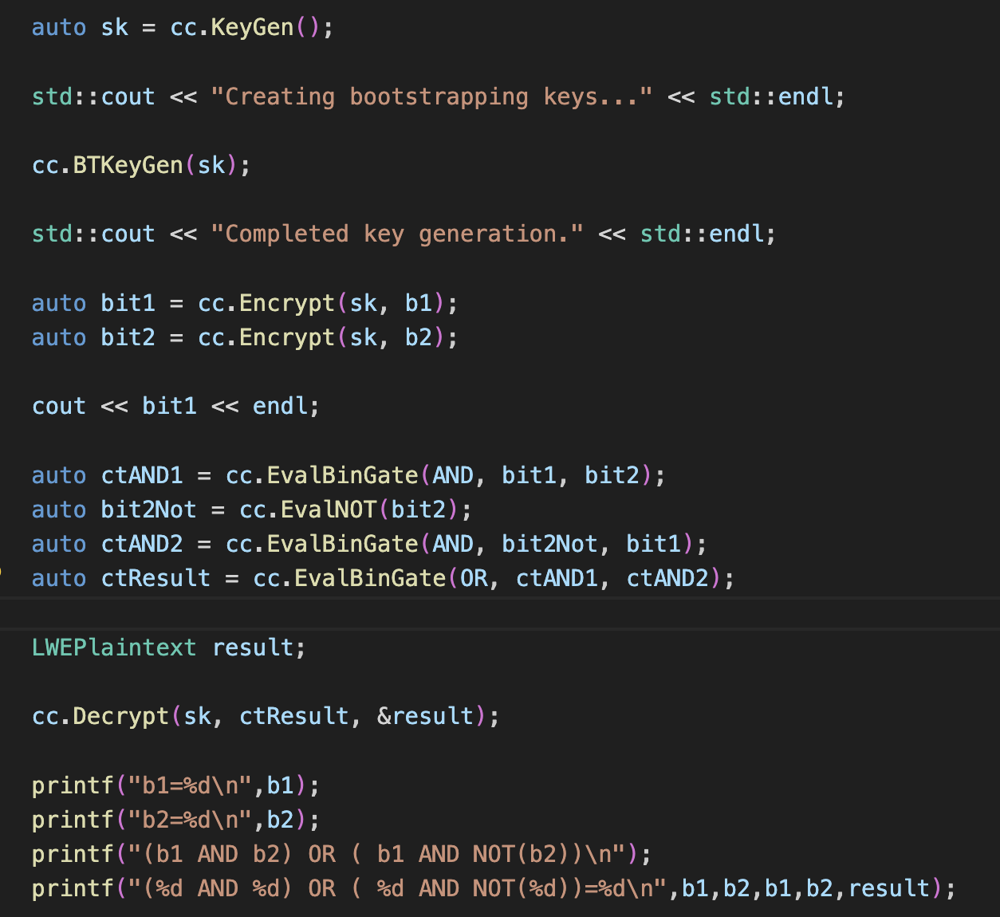 auto sk = cc.KeyGen();
std::cout << "Creating bootstrapping keys..." << std::endl;
cc.BTKeyGen(sk);
std::cout << "Completed key generation." << std::endl;
auto bit1 = cc.Encrypt(sk, b1);
auto bit2 = cc.Encrypt(sk, b2);
cout << bit1 << endl;
auto ctAND1 = cc.EvalBinGate(AND, bit1, bit2);
auto bit2Not = cc.EvalNOT(bit2);
auto ctAND2 = cc.EvalBinGate(AND, bit2Not, bit1);
auto ctResult = cc.EvalBinGate(OR, ctAND1, ctAND2);
LWEPlaintext result;
cc.Decrypt(sk, ctResult, &result);
printf("b1=%d\n",b1);
printf("b2=%d\n",b2);
printf("(b1 AND b2) OR ( b1 AND NOT(b2))\n");
printf("(%d AND %d) OR ( %d AND NOT(%d))=%d\n",b1,b2,b1,b2,result);